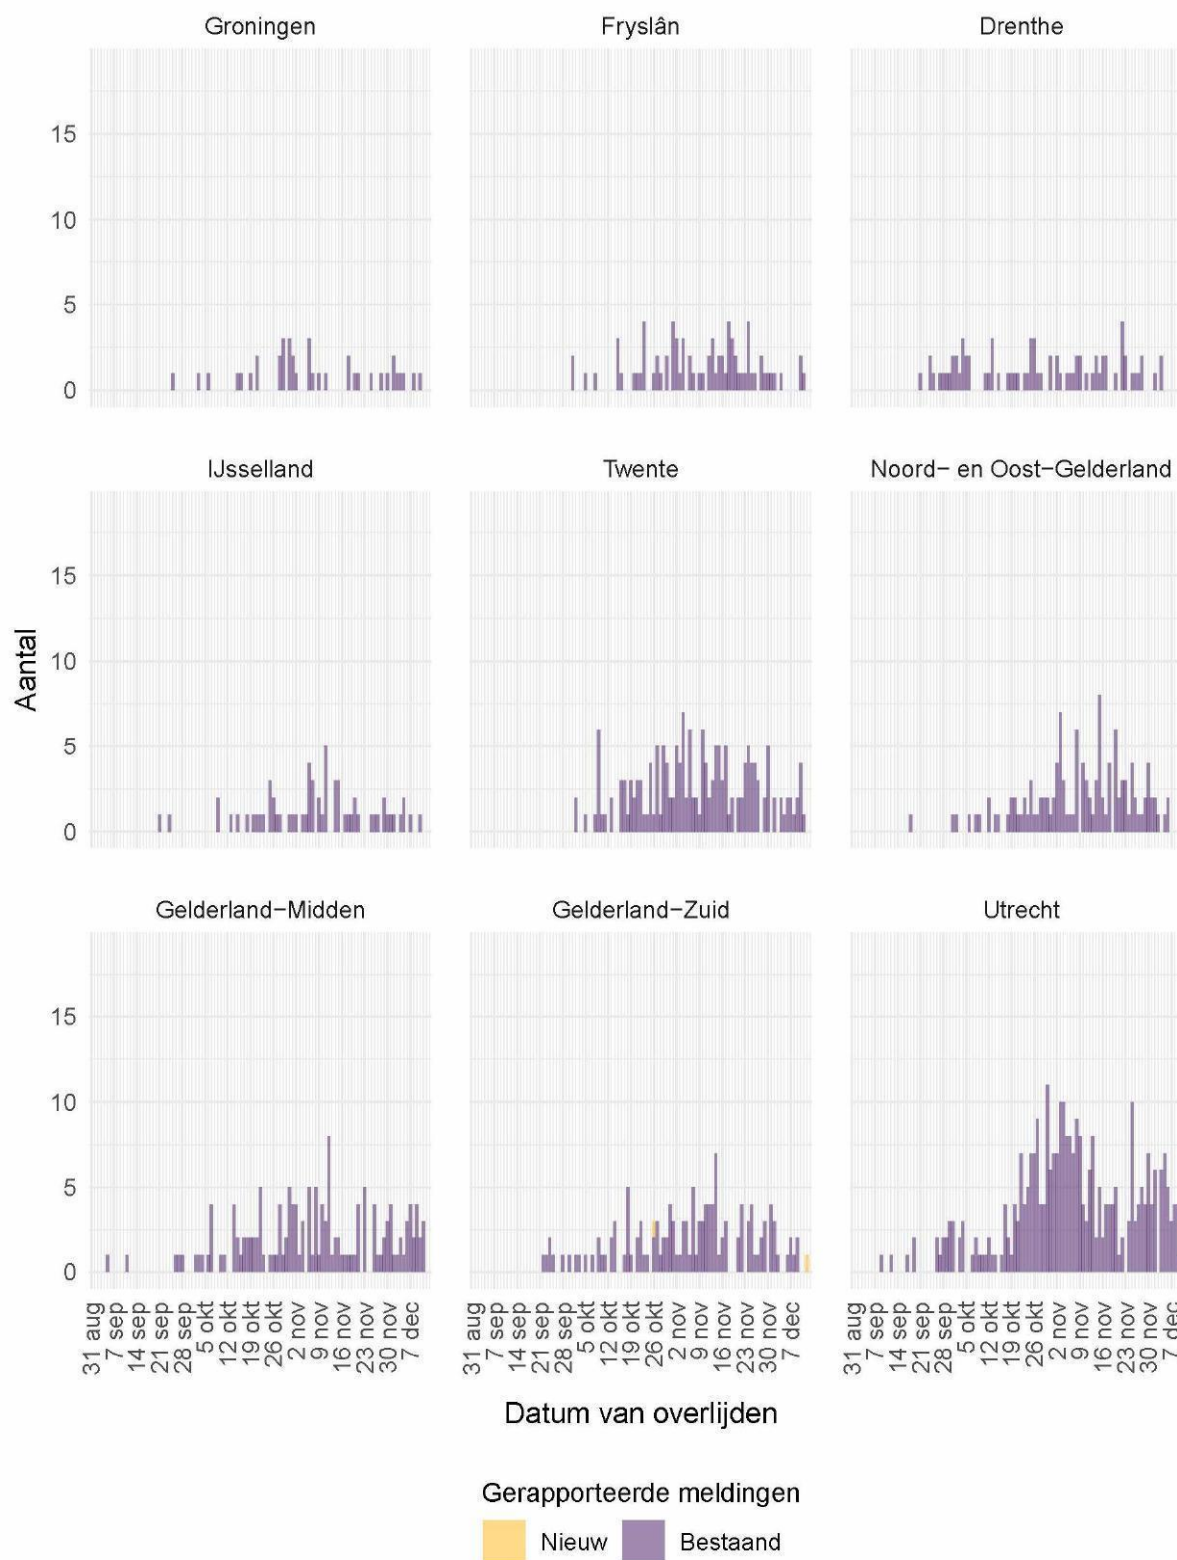 Groningen Fryslân Drenthe
15
10
5
0
IJsselland Twente Noord- en Oost-Gelderland
15
10
5
0
Aantal
Gelderland-Midden Gelderland-Zuid Utrecht
15
10
5
0
31 aug 7 sep 14 sep 21 sep 28 sep 5 okt 12 okt 19 okt 26 okt 2 nov 9 nov 16 nov 23 nov 30 nov 7 dec
31 aug 7 sep 14 sep 21 sep 28 sep 5 okt 12 okt 19 okt 26 okt 2 nov 9 nov 16 nov 23 nov 30 nov 7 dec
31 aug 7 sep 14 sep 21 sep 28 sep 5 okt 12 okt 19 okt 26 okt 2 nov 9 nov 16 nov 23 nov 30 nov 7 dec
Datum van overlijden
Gerapporteerde meldingen
Nieuw Bestaand